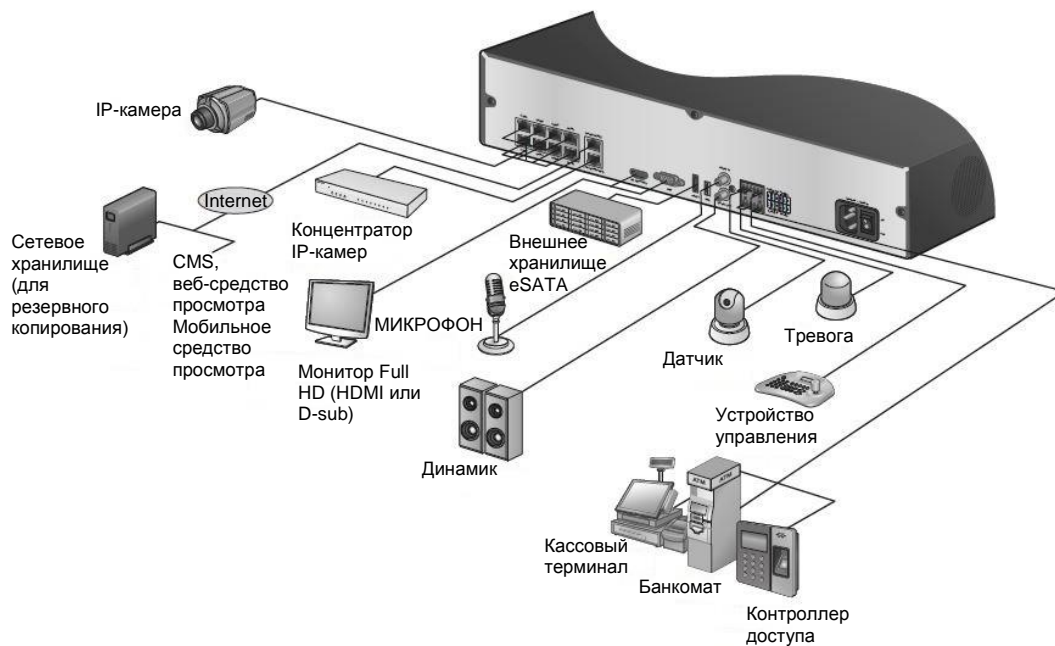 IP-камера
Internet
Сетевое
хранилище
(для
резервного
копирования)
CMS,
веб-средство
просмотра
Мобильное
средство
просмотра
Концентратор
IP-камер
Монитор Full
HD (HDMI или
D-sub)
МИКРОФОН
Внешнее
хранилище
eSATA
Динамик
Датчик
Тревога
Устройство
управления
ATM
ATM
Кассовый
терминал
Банкомат
Контроллер
доступа